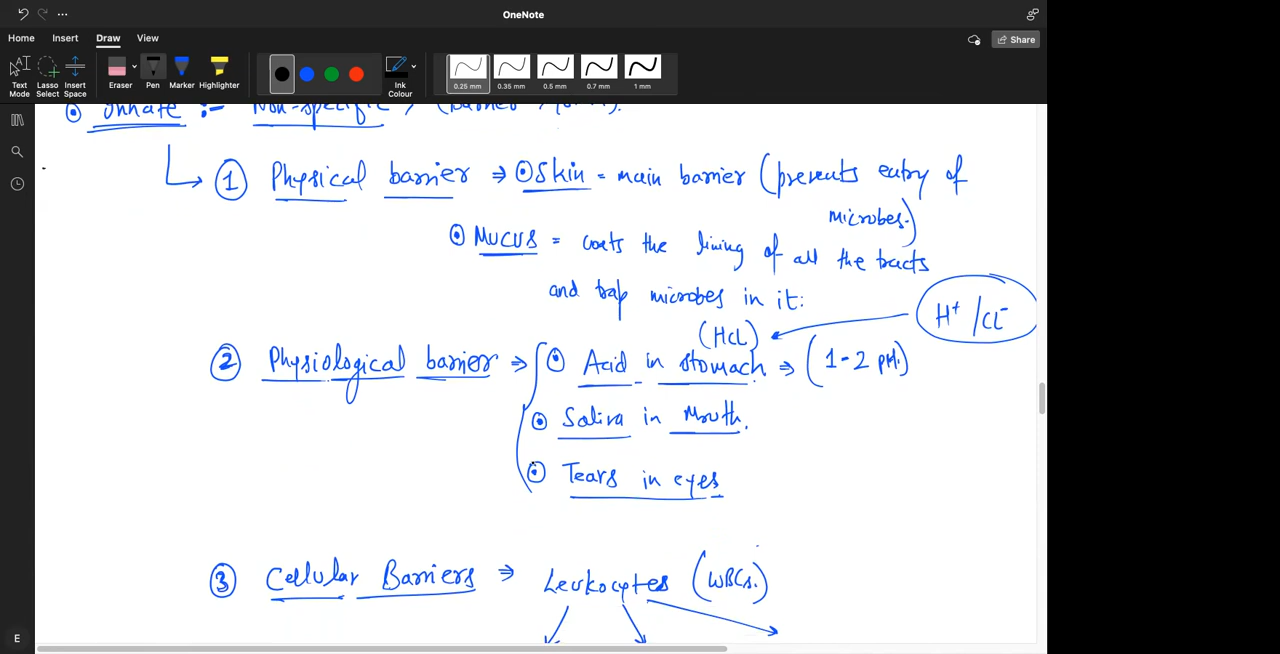 OneNote
Home Insert Draw View
Share
Text Mode
Lasso Select
Insert Space
Eraser
Pen
Marker
Highlighter
Ink Colour
0.25 mm
0.35 mm
0.5 mm
0.7 mm
1 mm
Innate :- Non-specific
1 Physical barrier ⇒ Skin = main barrier (prevents entry of
microbes.)
Mucus = coats the lining of all the tracts
and trap microbes in it:
H+ / Cl-
(HCL)
2 Physiological barrier ⇒ Acid in stomach ⇒ (1-2 pH.)
Saliva in Mouth.
Tears in eyes
3 Cellular Barriers ⇒ Leukocytes (WBCs.)
E